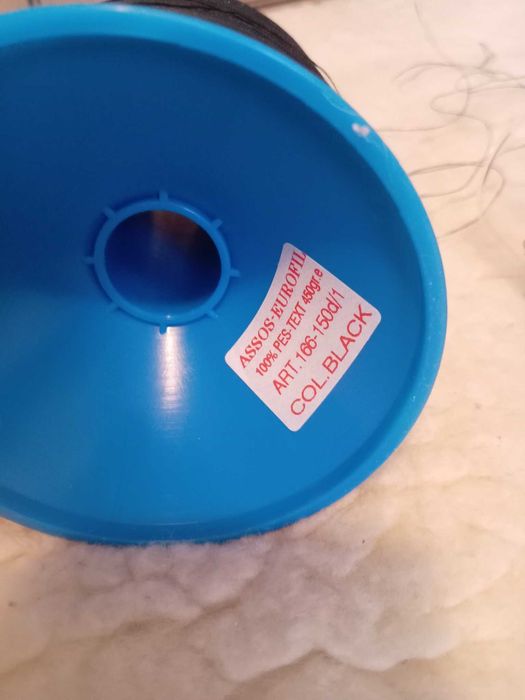 ASSOS-EUROFIL
100% PES-TEXT 450gr.e
ART. 166-150d/1
COL. BLACK